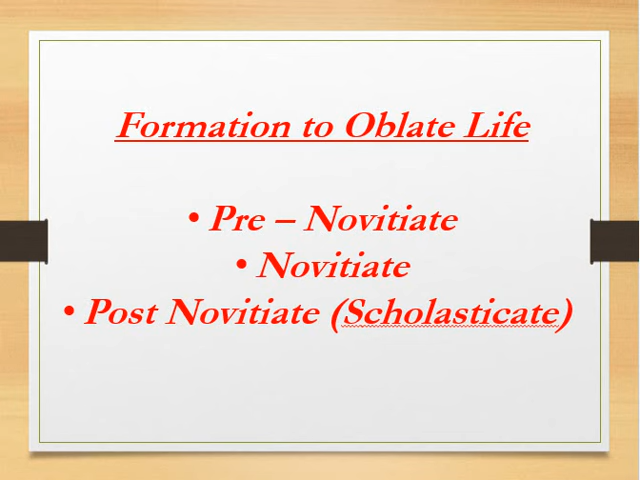 Formation to Oblate Life
• Pre – Novitiate
• Novitiate
• Post Novitiate (Scholasticate)